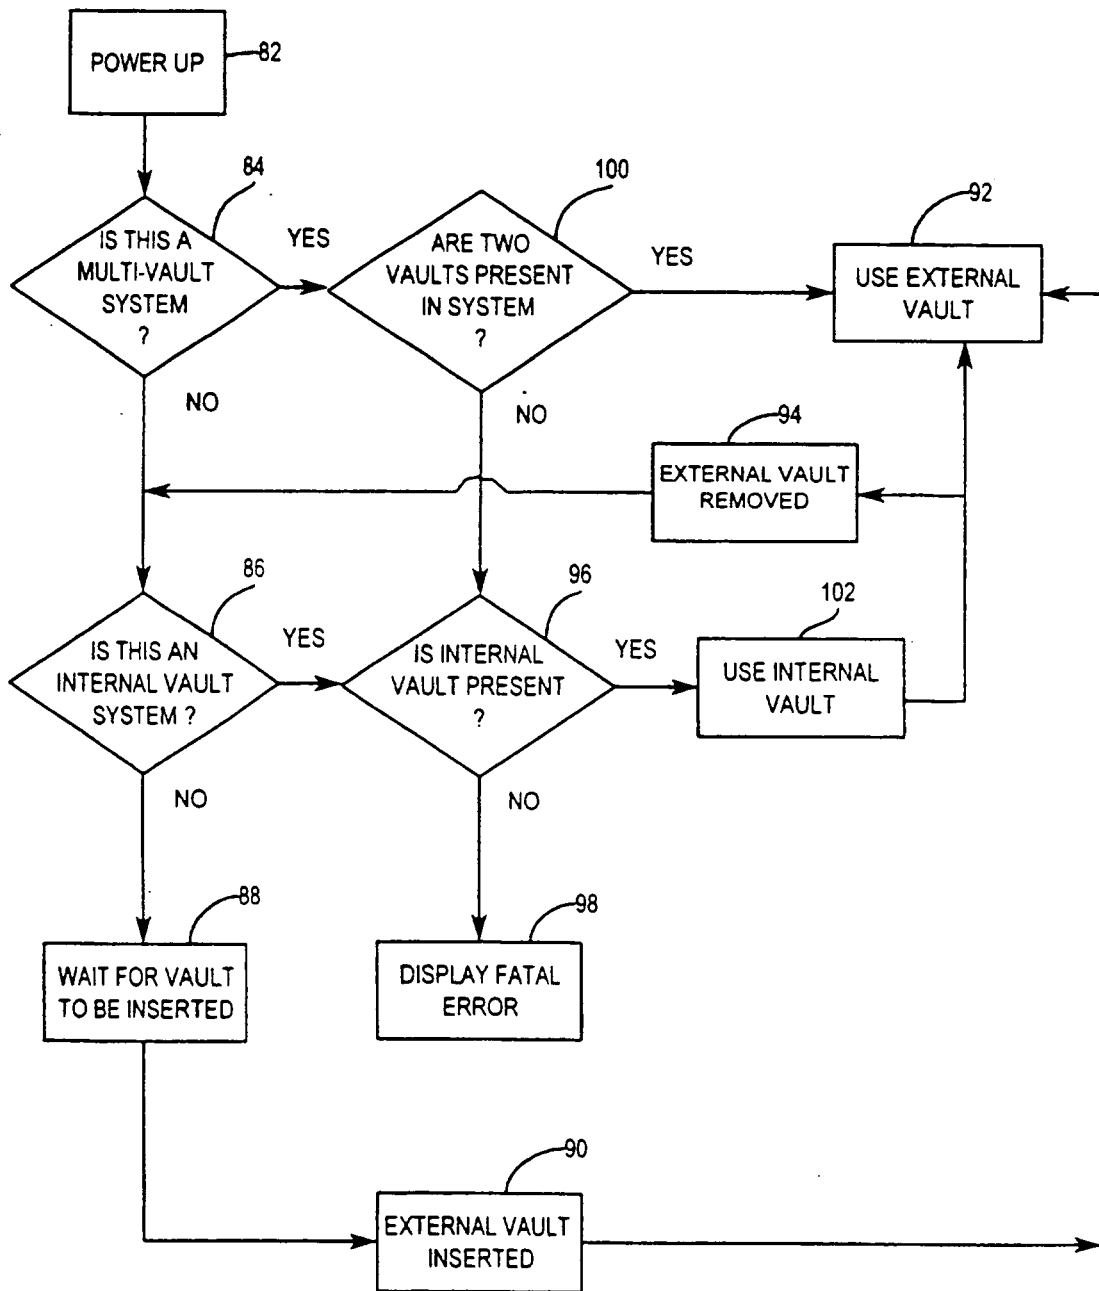 POWER UP
82
84
IS THIS A
MULTI-VAULT
SYSTEM
?
YES
NO
100
ARE TWO
VAULTS PRESENT
IN SYSTEM
?
YES
NO
92
USE EXTERNAL
VAULT
94
EXTERNAL VAULT
REMOVED
86
IS THIS AN
INTERNAL VAULT
SYSTEM ?
YES
NO
96
IS INTERNAL
VAULT PRESENT
?
YES
NO
102
USE INTERNAL
VAULT
88
WAIT FOR VAULT
TO BE INSERTED
98
DISPLAY FATAL
ERROR
90
EXTERNAL VAULT
INSERTED